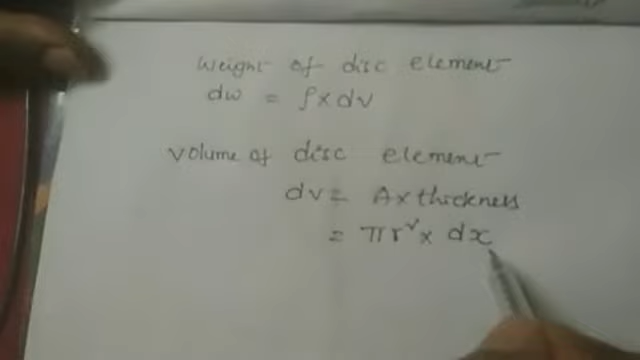 Weight of disc element
dw = ρ x dv
Volume of disc element
dv = A x thickness
= πr² x dx